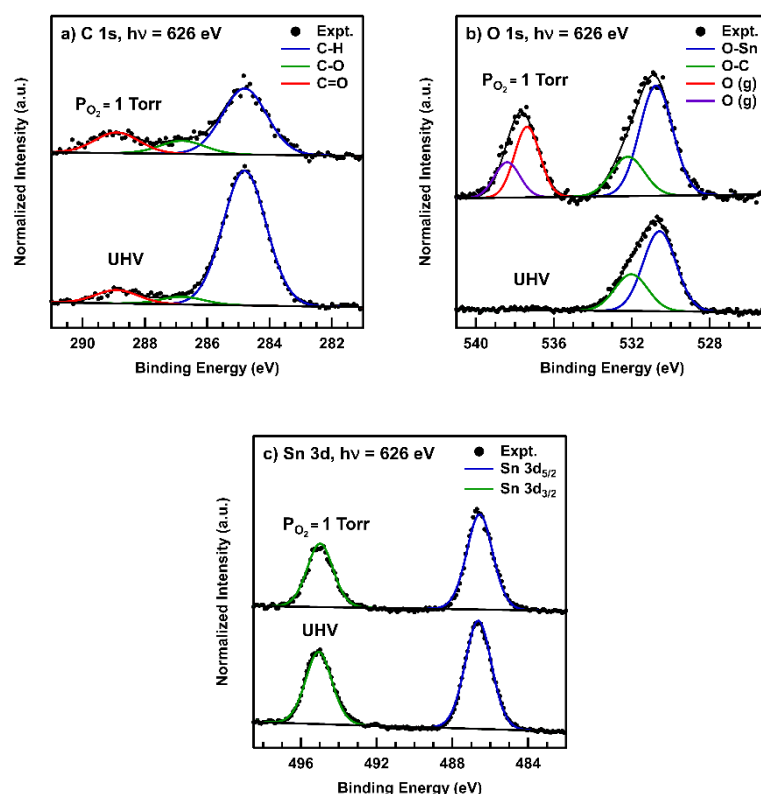 a) C 1s, hν = 626 eV
Expt.
C-H
C-O
C=O
P_O₂ = 1 Torr
UHV
Normalized Intensity (a.u.)
290 288 286 284 282
Binding Energy (eV)
b) O 1s, hν = 626 eV
Expt.
O-Sn
O-C
O (g)
O (g)
P_O₂ = 1 Torr
UHV
Normalized Intensity (a.u.)
540 536 532 528
Binding Energy (eV)
c) Sn 3d, hν = 626 eV
Expt.
Sn 3d₅/₂
Sn 3d₃/₂
P_O₂ = 1 Torr
UHV
Normalized Intensity (a.u.)
496 492 488 484
Binding Energy (eV)